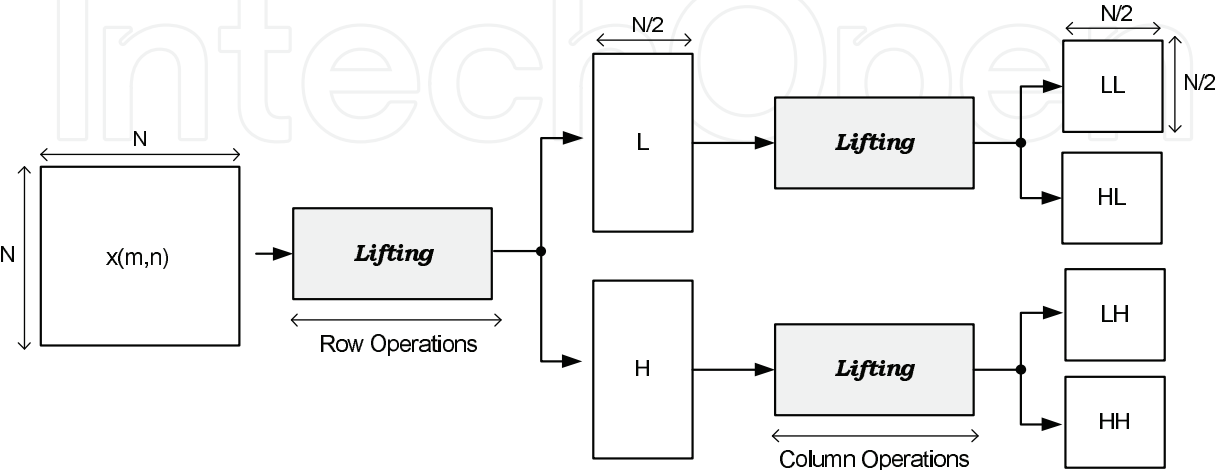 IntechOpen
N
N
x(m,n)
Lifting
Row Operations
N/2
L
H
Lifting
Lifting
Column Operations
N/2
N/2
LL
HL
LH
HH